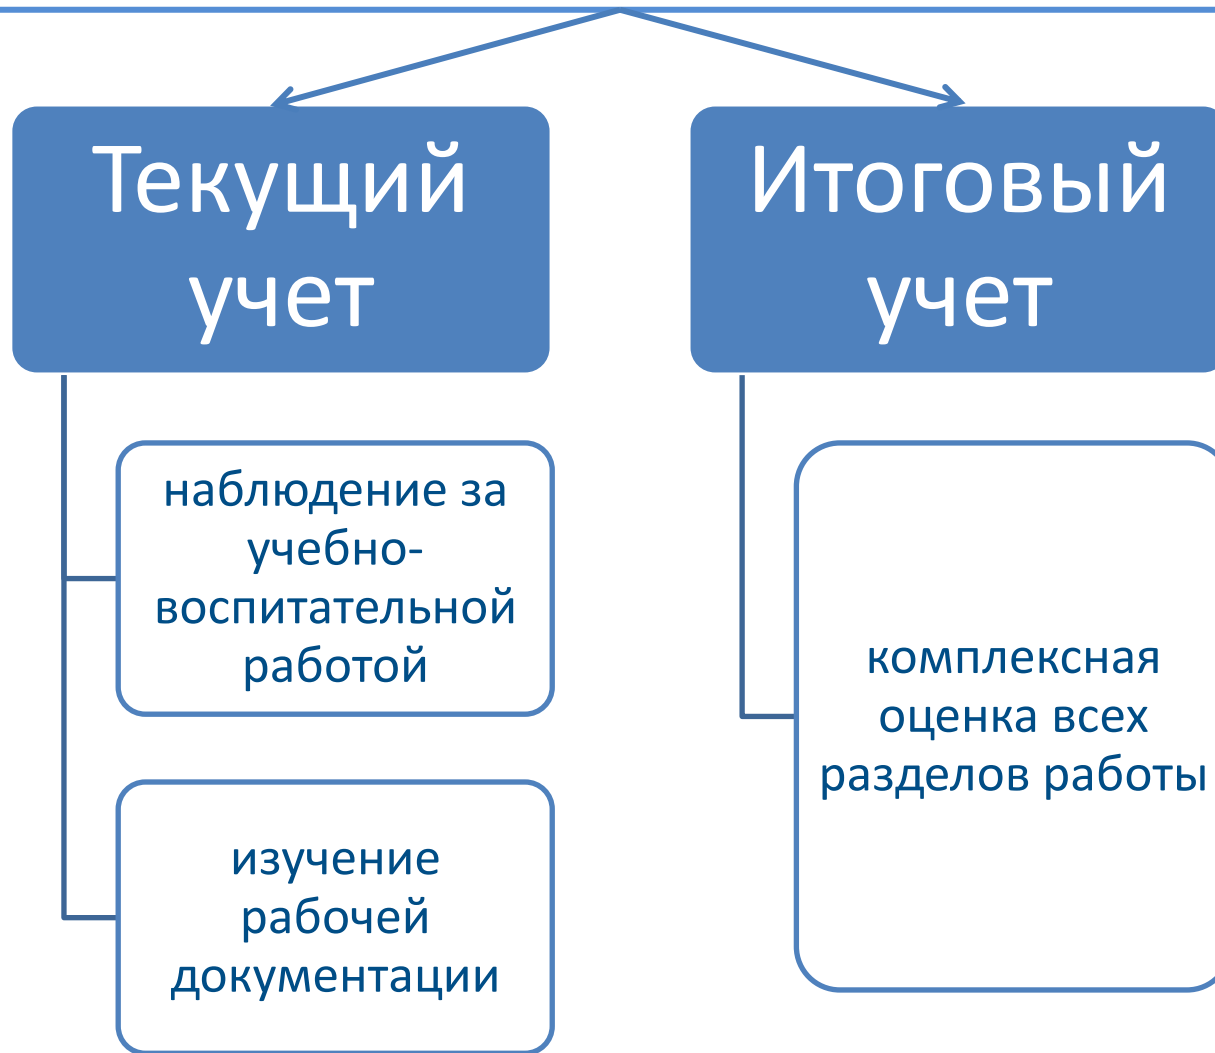 Текущий
учет
наблюдение за
учебно-
воспитательной
работой
изучение
рабочей
документации
Итоговый
учет
комплексная
оценка всех
разделов работы